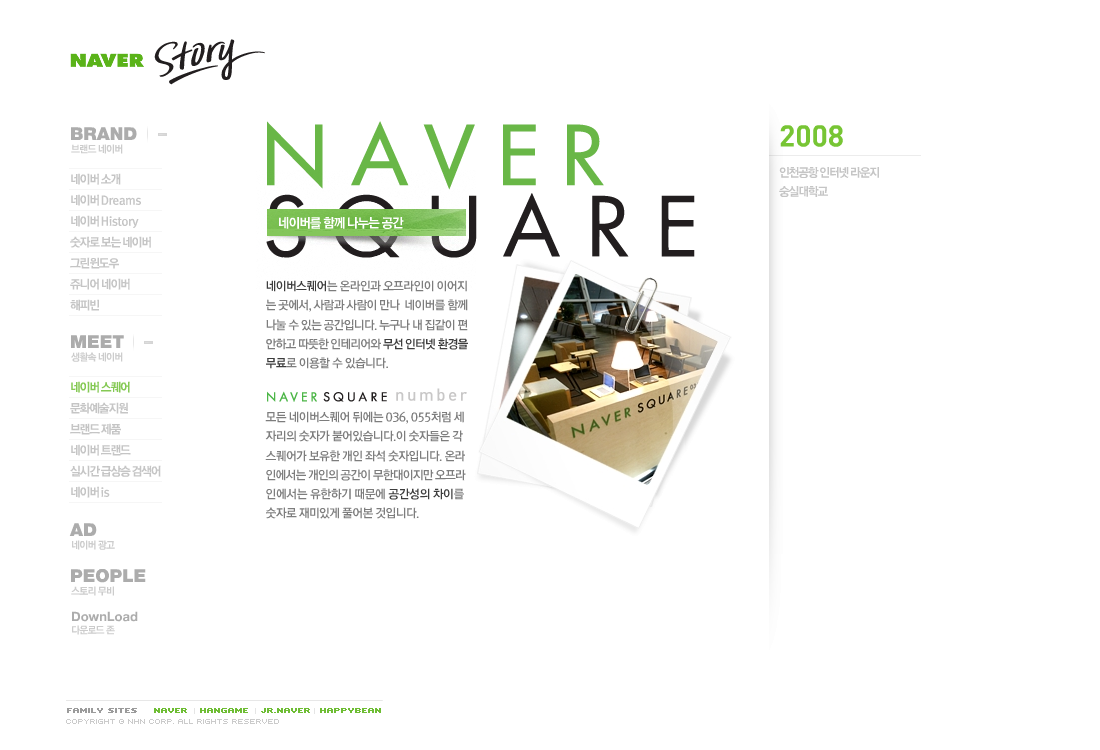 NAVER Story
BRAND
브랜드 네이버
네이버 소개
네이버 Dreams
네이버 History
숫자로 보는 네이버
그린윈도우
쥬니어 네이버
해피빈
MEET
생활속 네이버
네이버 스퀘어
문화예술지원
브랜드 제품
네이버 트랜드
실시간 급상승 검색어
네이버 is
AD
네이버 광고
PEOPLE
스토리 무비
DownLoad
다운로드 존
NAVER
SQUARE
네이버를 함께 나누는 공간
네이버스퀘어는 온라인과 오프라인이 이어지
는 곳에서, 사람과 사람이 만나 네이버를 함께
나눌 수 있는 공간입니다. 누구나 내 집같이 편
안하고 따뜻한 인테리어와 무선 인터넷 환경을
무료로 이용할 수 있습니다.
NAVER SQUARE number
모든 네이버스퀘어 뒤에는 036, 055처럼 세
자리의 숫자가 붙어있습니다.이 숫자들은 각
스퀘어가 보유한 개인 좌석 숫자입니다. 온라
인에서는 개인의 공간이 무한대이지만 오프라
인에서는 유한하기 때문에 공간성의 차이를
숫자로 재미있게 풀어본 것입니다.
NAVER SQUARE
2008
인천공항 인터넷 라운지
숭실대학교
FAMILY SITES NAVER HANGAME JR.NAVER HAPPYBEAN
COPYRIGHT @ NHN CORP. ALL RIGHTS RESERVED